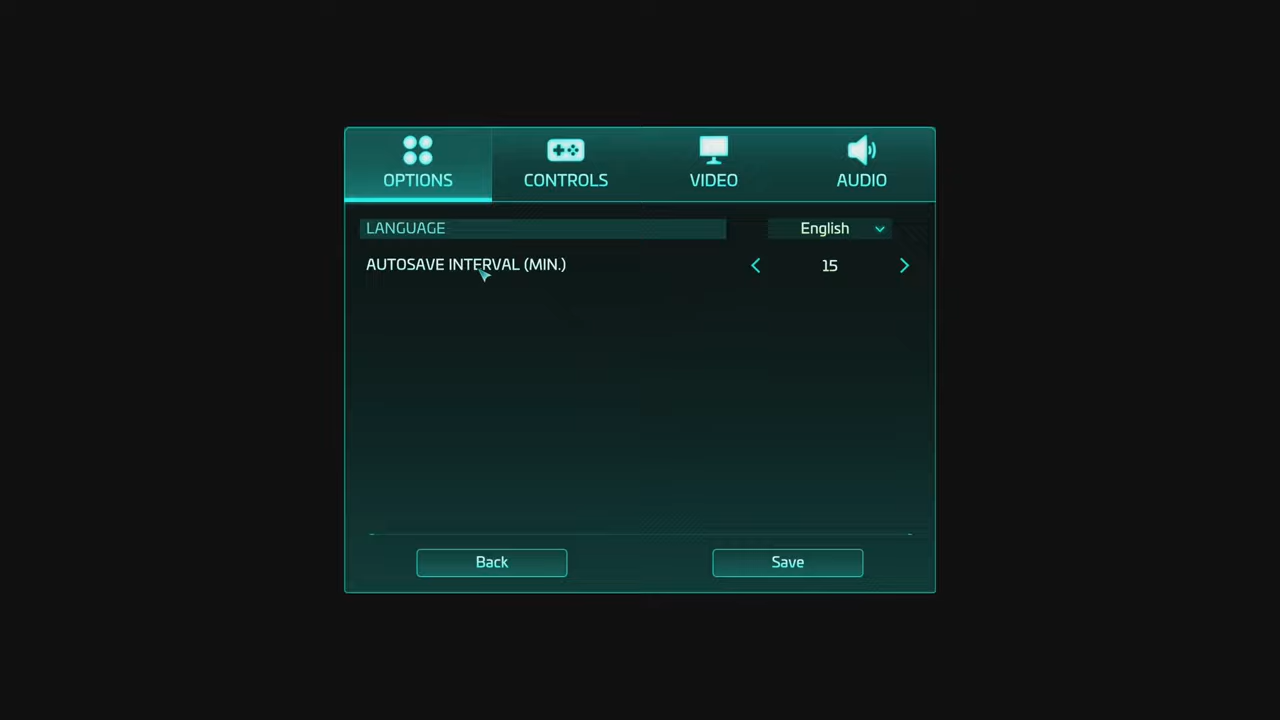 OPTIONS CONTROLS VIDEO AUDIO
LANGUAGE English
AUTOSAVE INTERVAL (MIN.) 15
Back Save